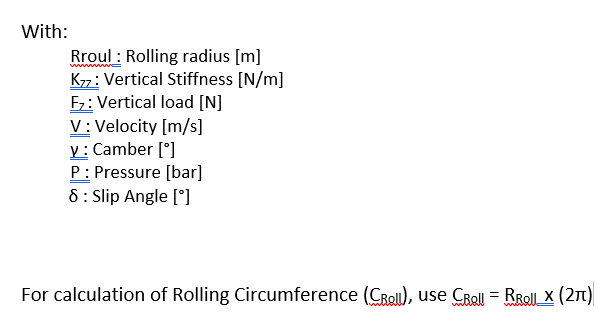 With:
Rroul : Rolling radius [m]
KZZ : Vertical Stiffness [N/m]
FZ : Vertical load [N]
V : Velocity [m/s]
γ : Camber [°]
P : Pressure [bar]
δ : Slip Angle [°]
For calculation of Rolling Circumference (CRoll), use CRoll = RRoll x (2π)